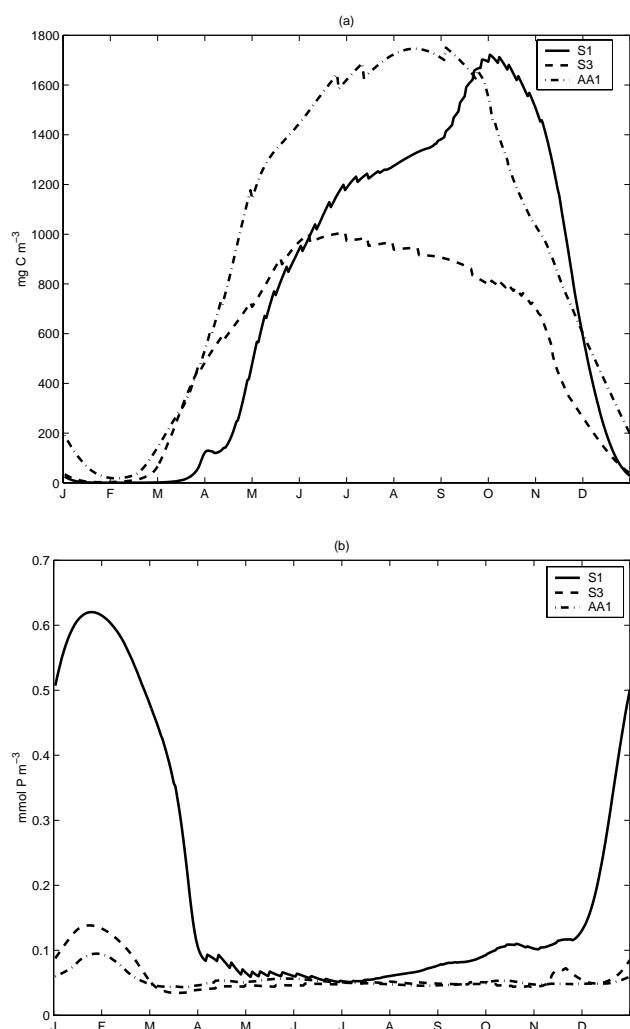 (a)
1800
1600
1400
1200
1000
800
600
400
200
0
mg C m⁻³
S1
S3
AA1
J F M A M J J A S O N D
(b)
0.7
0.6
0.5
0.4
0.3
0.2
0.1
0
mmol P m⁻³
S1
S3
AA1
J F M A M J J A S O N D